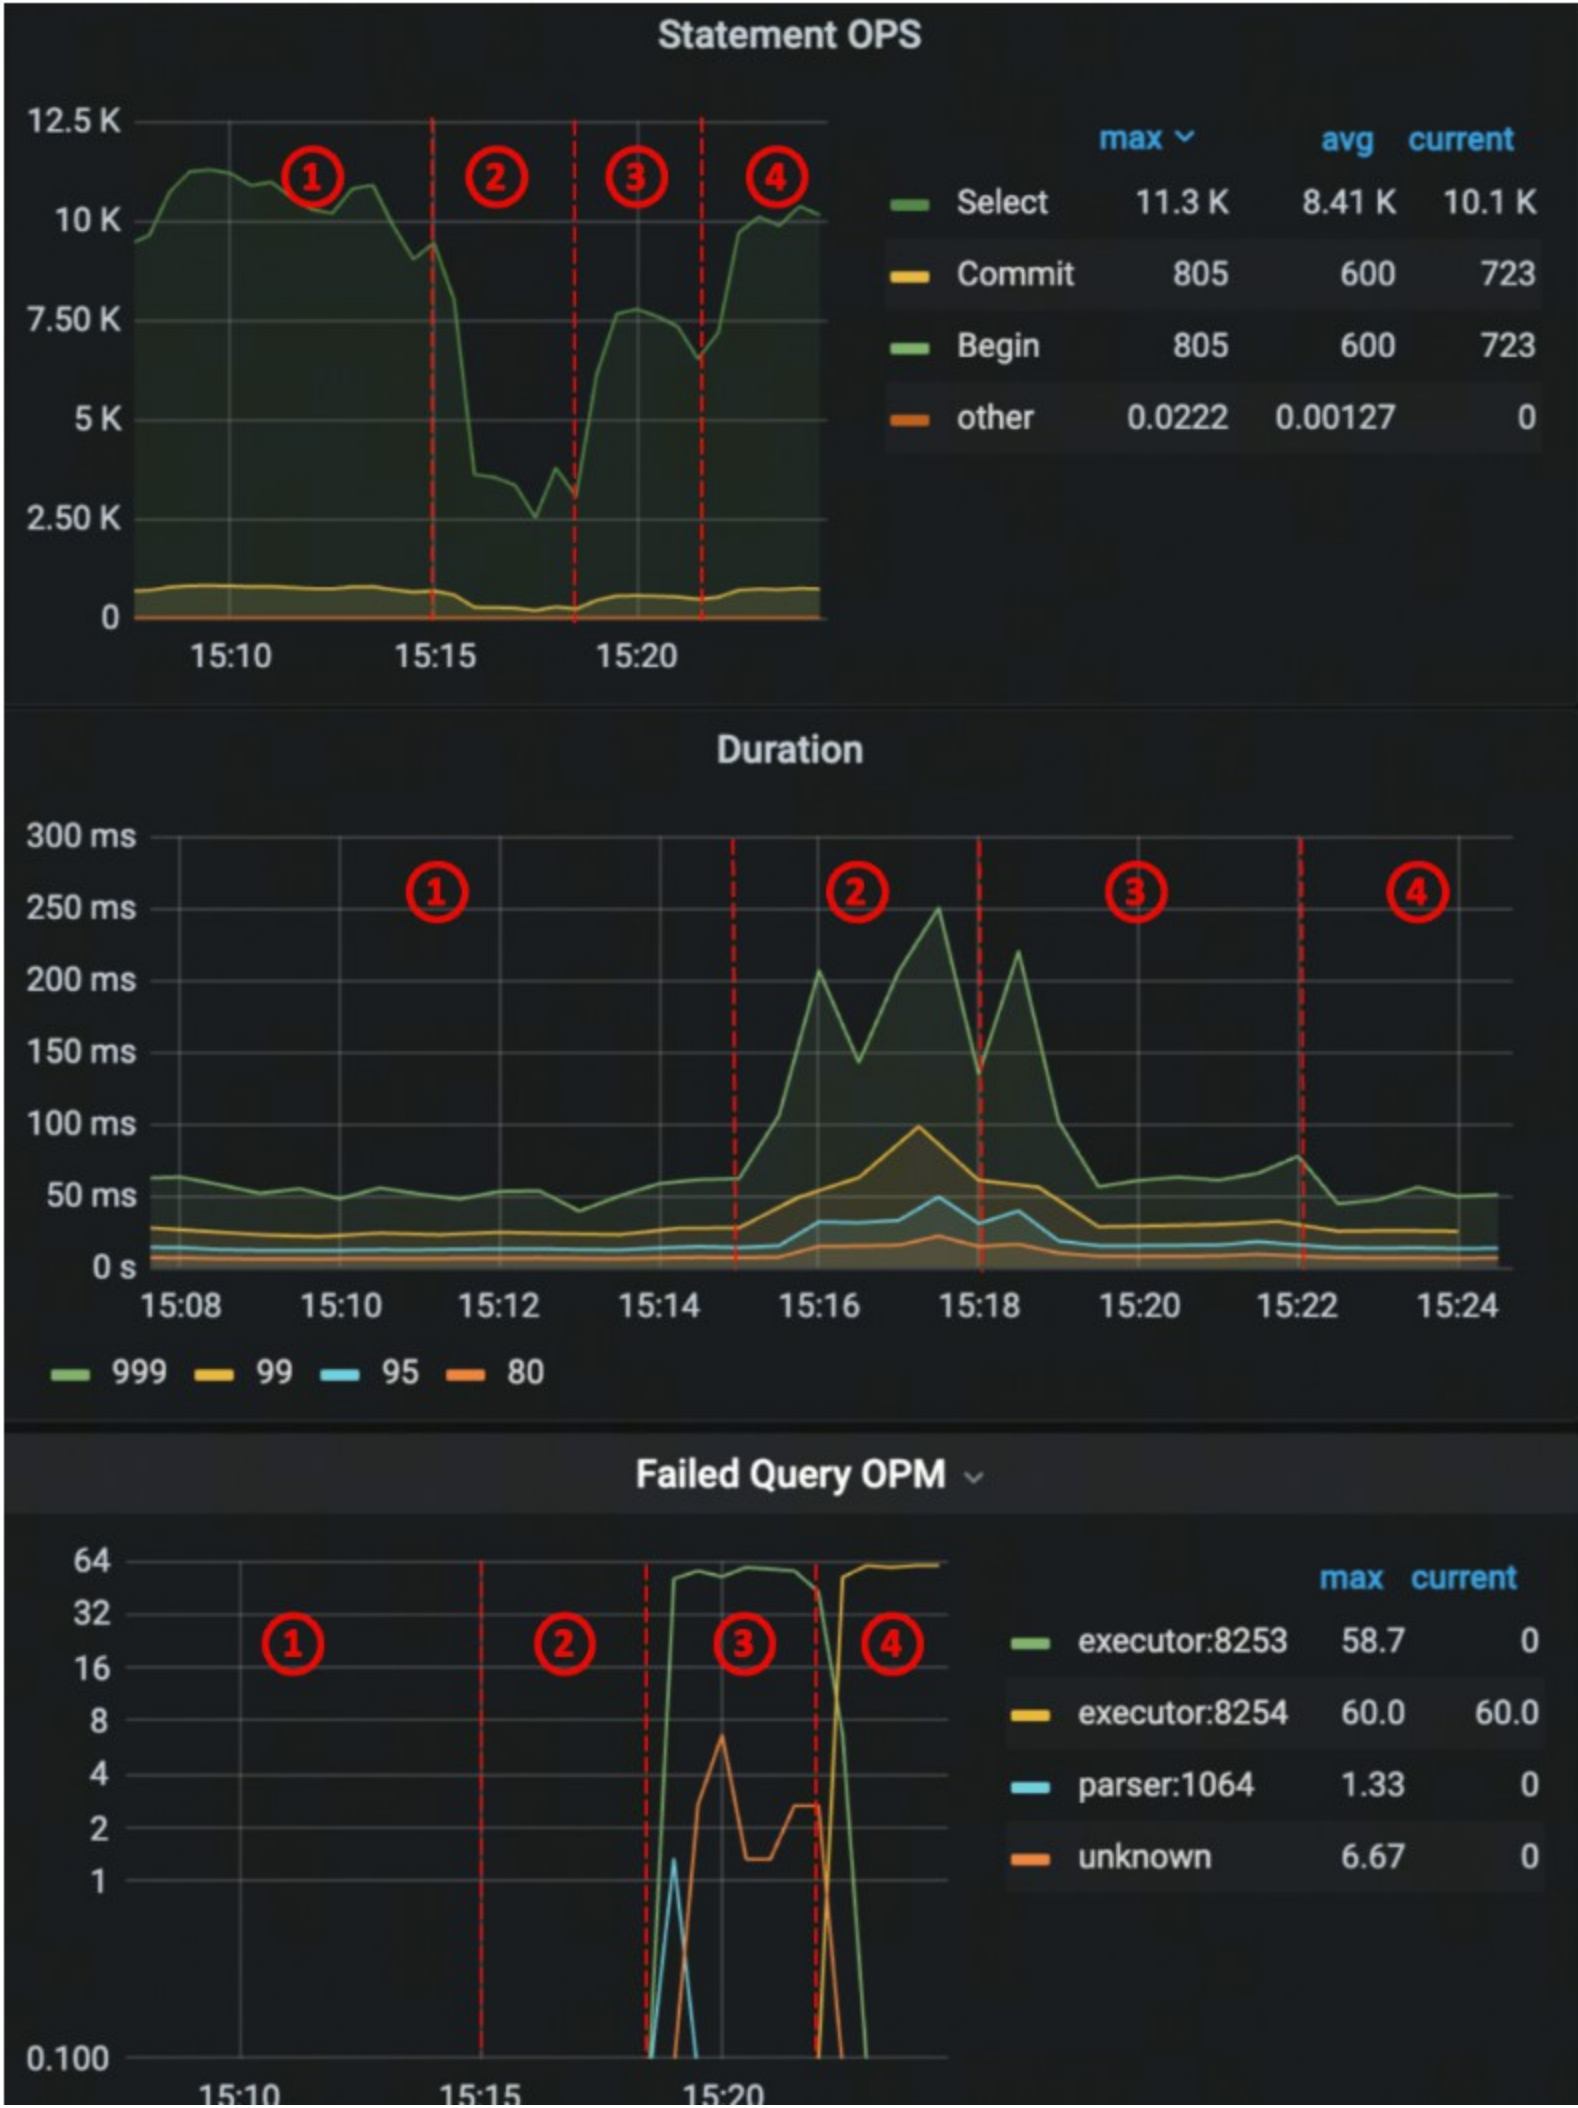 Statement OPS
12.5 K
10 K
7.50 K
5 K
2.50 K
0
1 2 3 4
15:10 15:15 15:20
max avg current
Select 11.3 K 8.41 K 10.1 K
Commit 805 600 723
Begin 805 600 723
other 0.0222 0.00127 0
Duration
300 ms
250 ms
200 ms
150 ms
100 ms
50 ms
0 s
1 2 3 4
15:08 15:10 15:12 15:14 15:16 15:18 15:20 15:22 15:24
999 99 95 80
Failed Query OPM
64
32
16
8
4
2
1
0.100
1 2 3 4
15:10 15:15 15:20
max current
executor:8253 58.7 0
executor:8254 60.0 60.0
parser:1064 1.33 0
unknown 6.67 0